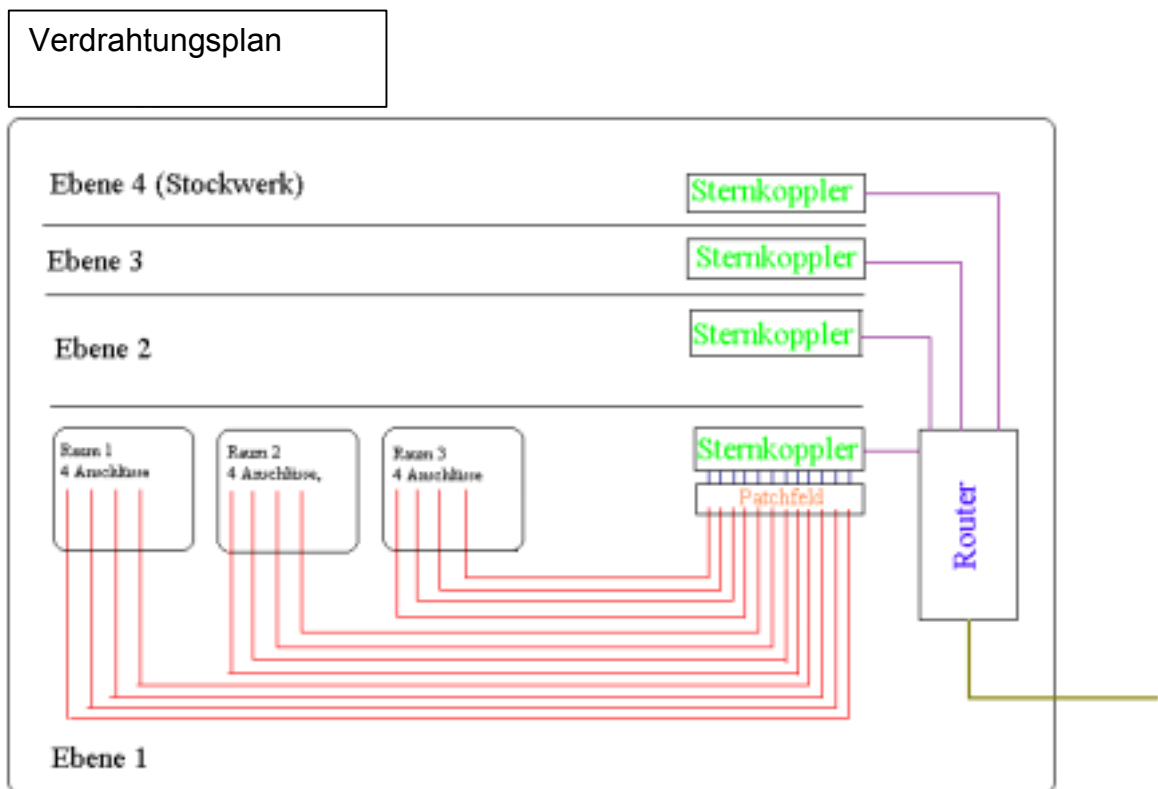 Verdrahtungsplan
Ebene 4 (Stockwerk)
Sternkoppler
Ebene 3
Sternkoppler
Ebene 2
Sternkoppler
Raum 1
4 Anschlüsse
Raum 2
4 Anschlüsse,
Raum 3
4 Anschlüsse
Sternkoppler
Patchfeld
Router
Ebene 1